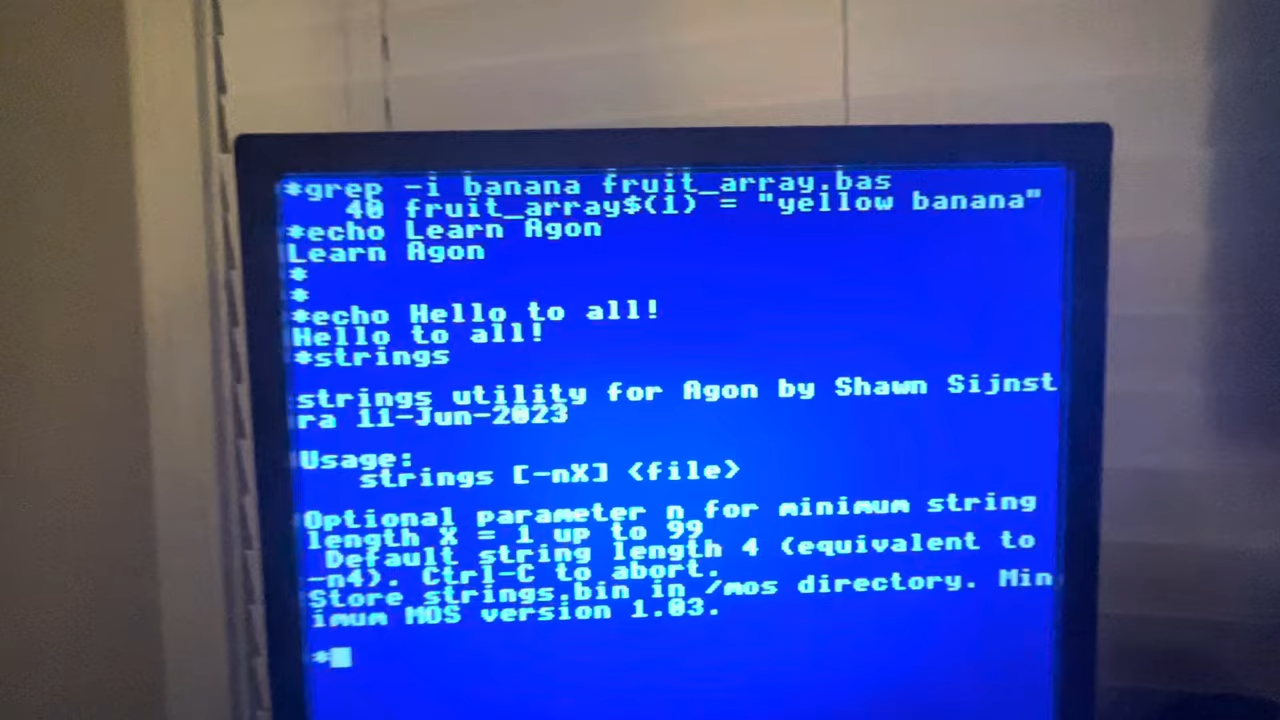 *grep -i banana fruit_array.bas
40 fruit_array$(1) = "yellow banana"
*echo Learn Agon
Learn Agon
*
*
*echo Hello to all!
Hello to all!
*strings
strings utility for Agon by Shawn Sijnst
ra 11-Jun-2023
Usage:
strings [-nX] <file>
Optional parameter n for minimum string
length X = 1 up to 99
Default string length 4 (equivalent to
-n4). Ctrl-C to abort.
Store strings.bin in /mos directory. Min
imum MOS version 1.03.
*